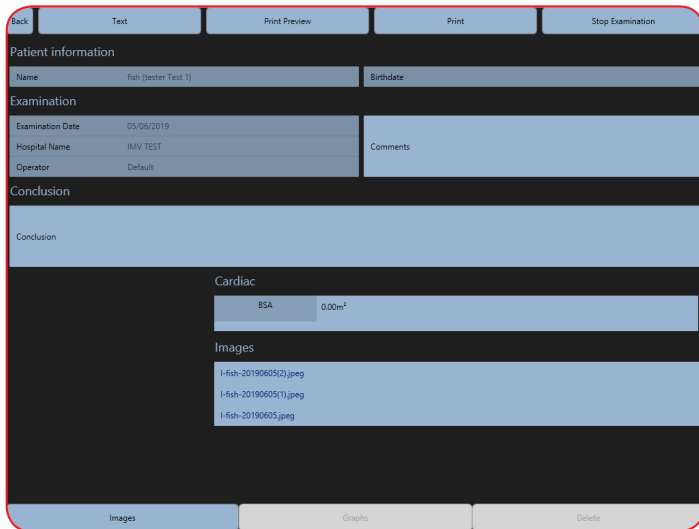 Back Text Print Preview Print Stop Examination
Patient information
Name fish (tester Test 1) Birthdate
Examination
Examination Date 05/06/2019
Hospital Name IMV TEST
Comments
Operator Default
Conclusion
Conclusion
Cardiac
BSA 0.00m²
Images
I-fish-20190605(2).jpeg
I-fish-20190605(1).jpeg
I-fish-20190605.jpeg
Images Graphs Delete